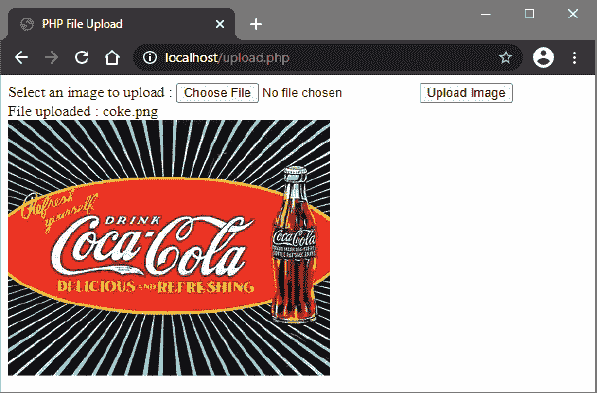 PHP File Upload
localhost/upload.php
Select an image to upload : Choose File No file chosen Upload Image
File uploaded : coke.png
Refresh
yourself
DRINK
Coca-Cola
DELICIOUS AND REFRESHING
Coca-Cola